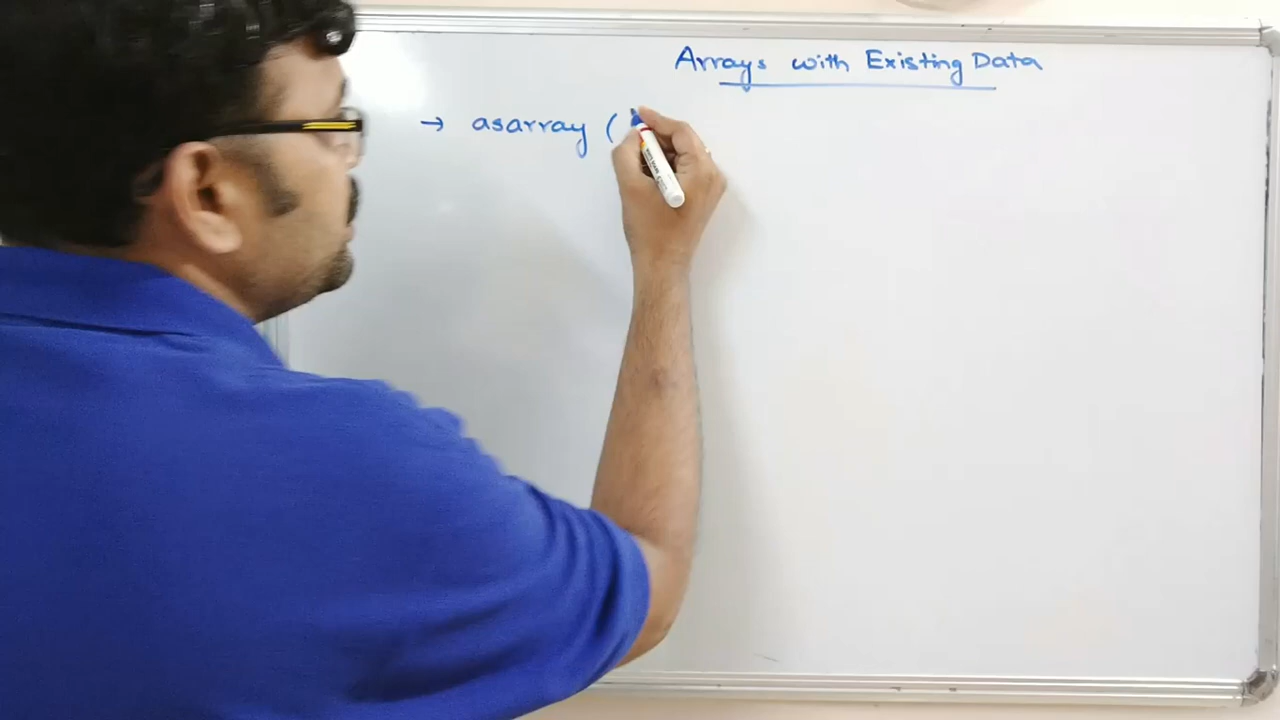 Arrays with Existing Data
→ asarray (